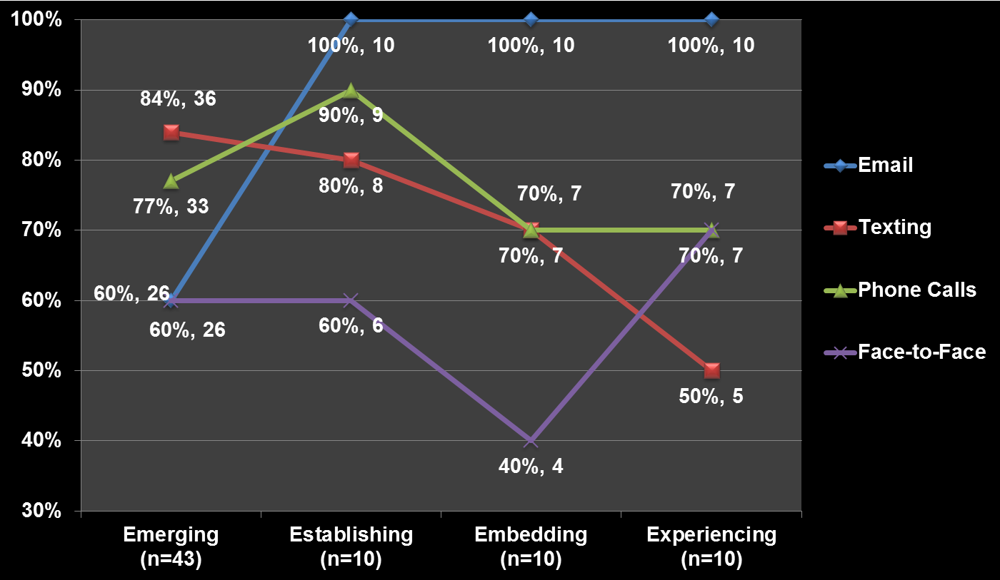 100%
100%, 10
100%, 10
100%, 10
90%
84%, 36
90%, 9
80%
80%, 8
77%, 33
70%, 7
70%, 7
70%
70%, 7
70%, 7
60%
60%, 26
60%, 26
60%, 6
50%
50%, 5
40%
40%, 4
30%
Emerging
(n=43)
Establishing
(n=10)
Embedding
(n=10)
Experiencing
(n=10)
Email
Texting
Phone Calls
Face-to-Face